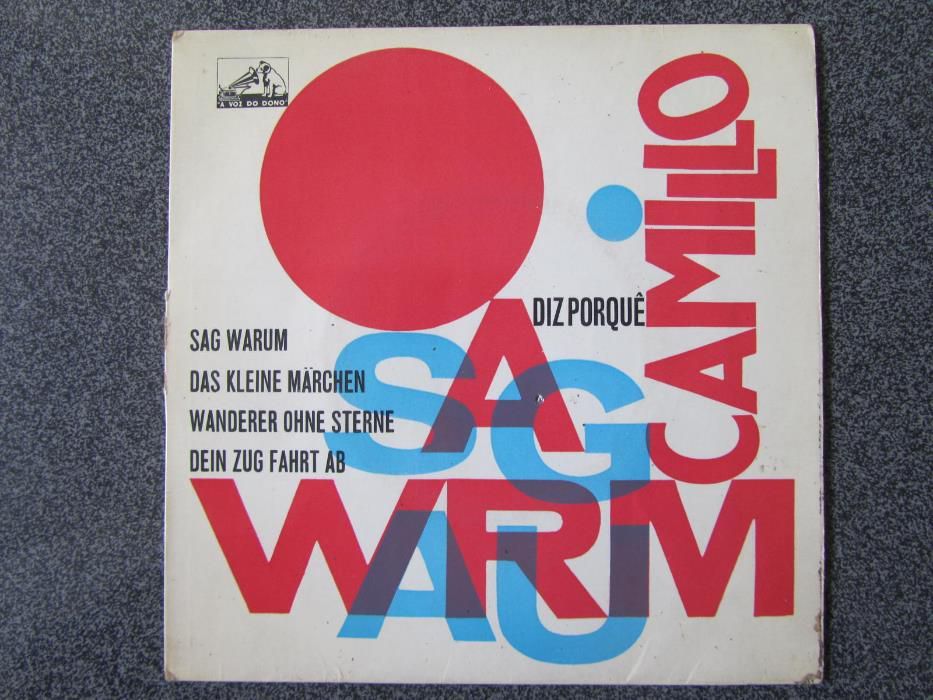 "A VOZ DO DONO"
CAMILLO
DIZ PORQUÊ
SAG WARUM
DAS KLEINE MÄRCHEN
WANDERER OHNE STERNE
DEIN ZUG FAHRT AB
SAG
WARUM